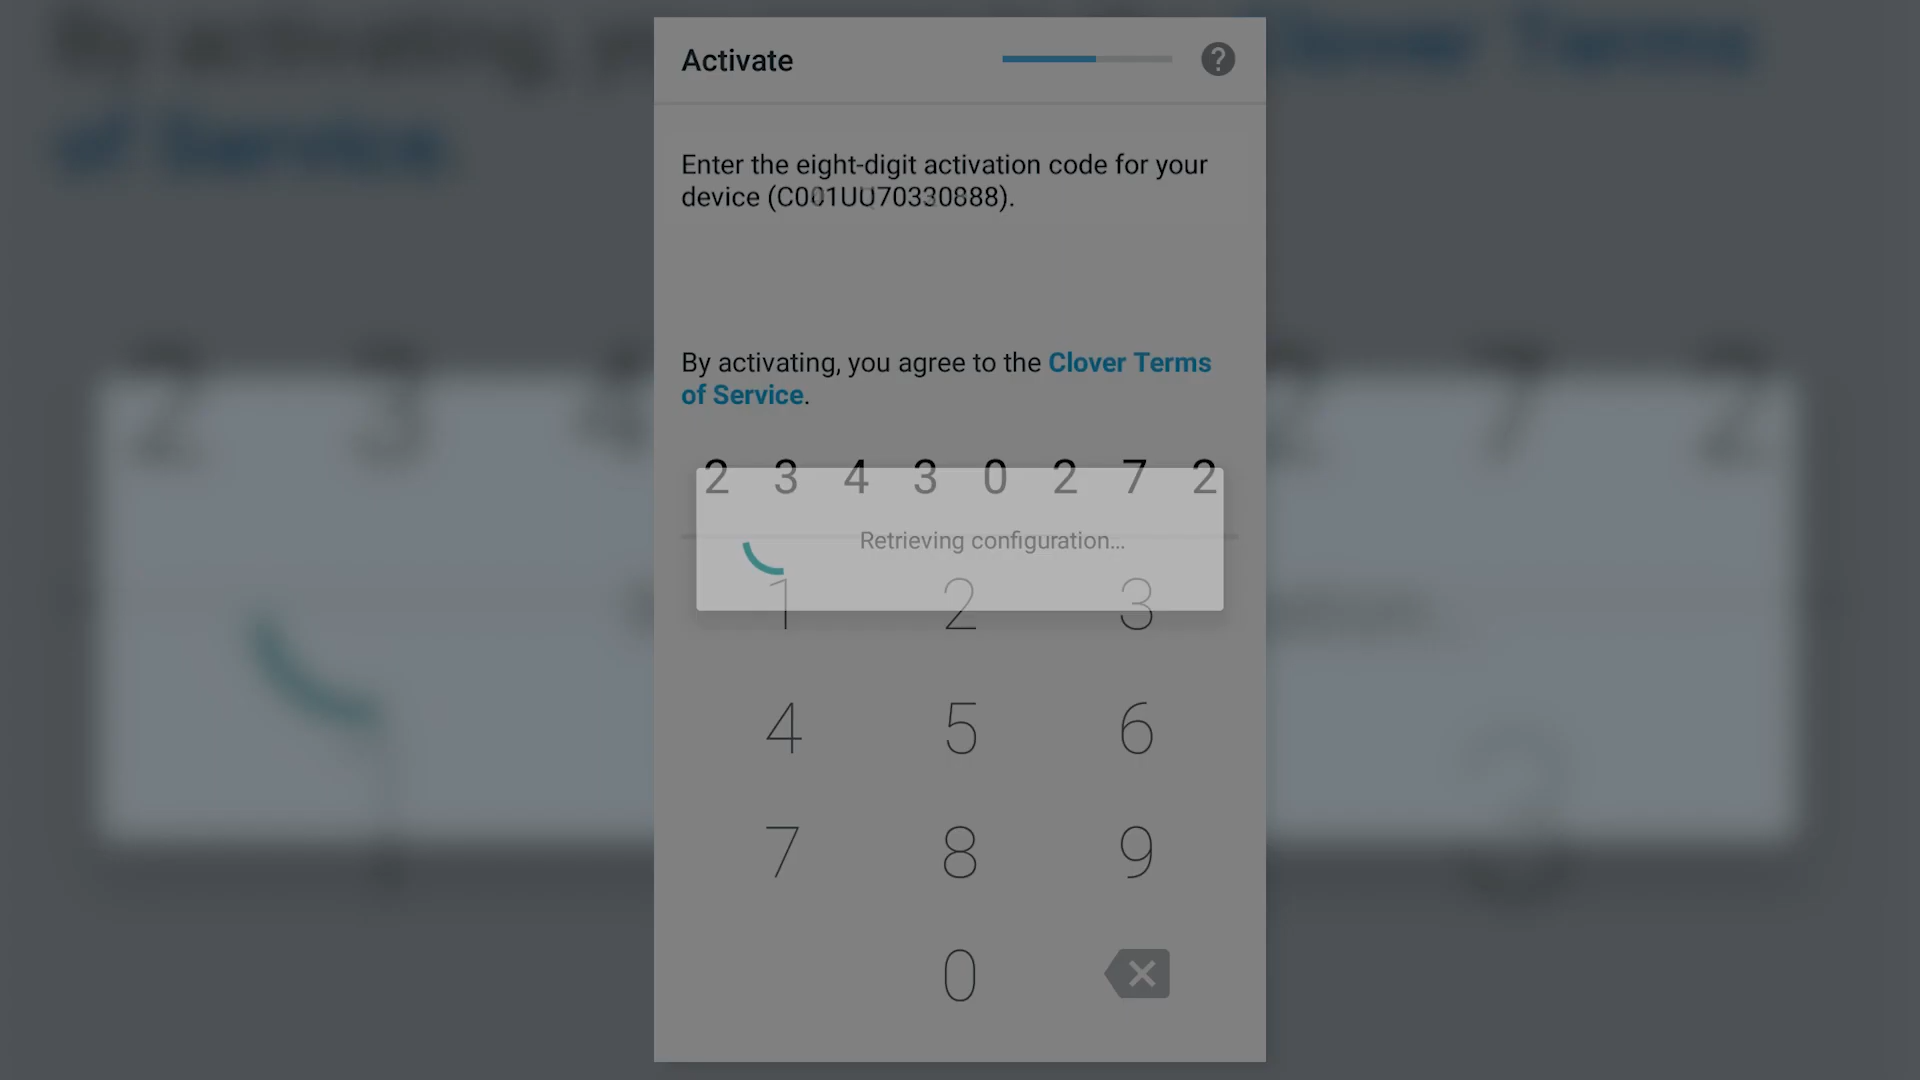 Activate
Enter the eight-digit activation code for your
device (C001UQ70330888).
By activating, you agree to the Clover Terms
of Service.
2 3 4 3 0 2 7 2
Retrieving configuration...
1 2 3
4 5 6
7 8 9
0